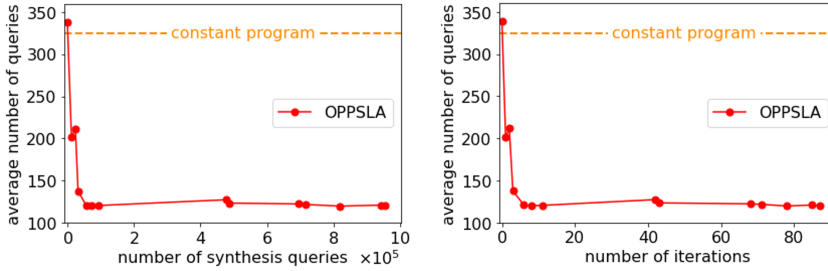 average number of queries
350
300
250
200
150
100
constant program
OPPSLA
0
2
4
6
8
10
number of synthesis queries ×10⁵
average number of queries
350
300
250
200
150
100
constant program
OPPSLA
0
20
40
60
80
number of iterations